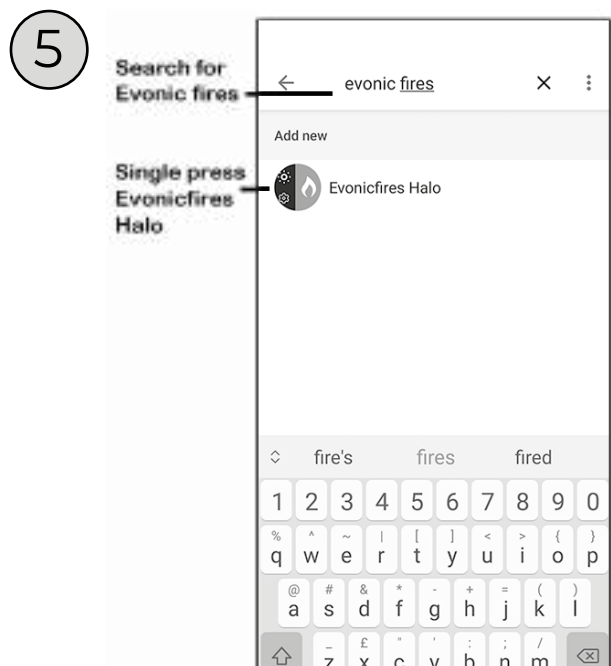 5
Search for
Evonic fires
evonic fires
Add new
Single press
Evonicfires
Halo
Evonicfires Halo
fire's fires fired
1 2 3 4 5 6 7 8 9 0
% ^ ~ | [ ] < > { }
q w e r t y u i o p
@ # & * - + = ( )
a s d f g h j k l
_ £ " ' : ; /
z x c v b n m